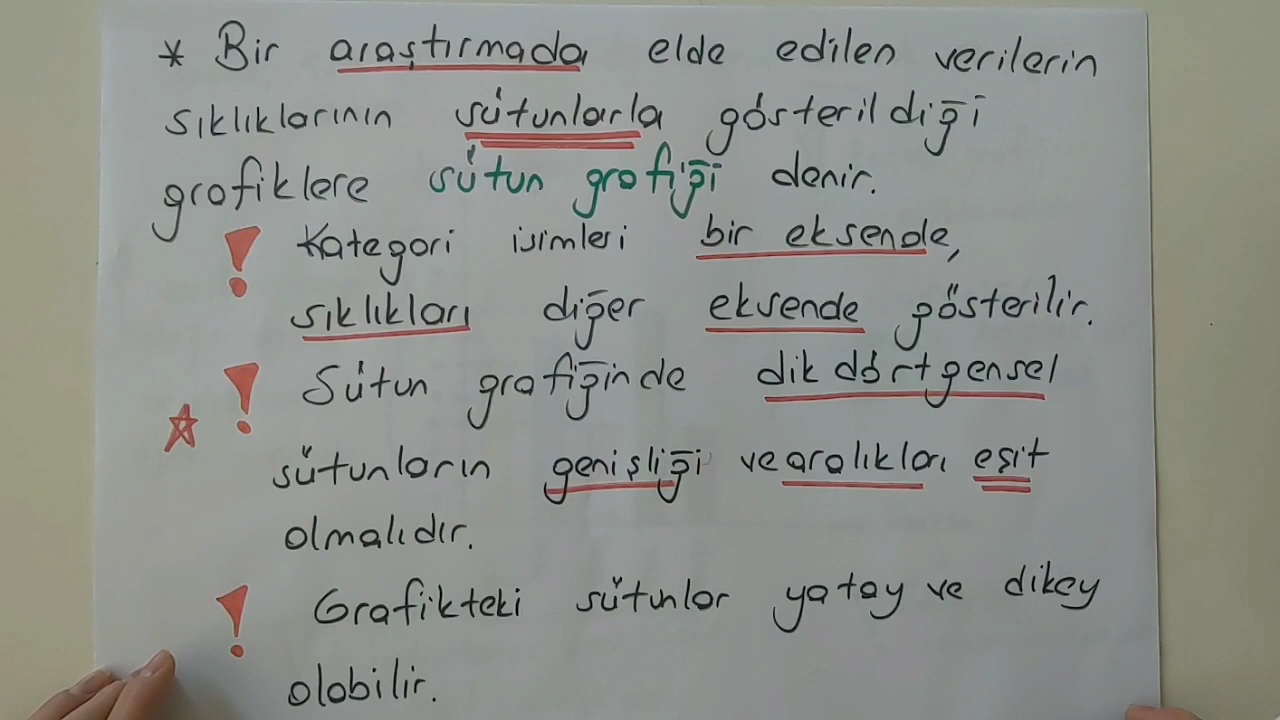 * Bir araştırmada elde edilen verilerin
sıklıklarının sütunlarla gösterildiği
grafiklere sütun grafiği denir.
! Kategori isimleri bir eksende,
sıklıkları diğer eksende gösterilir.
! Sütun grafiğinde dikdörtgensel
sütunların genişliği ve aralıkları eşit
olmalıdır.
! Grafikteki sütunlar yatay ve dikey
olabilir.